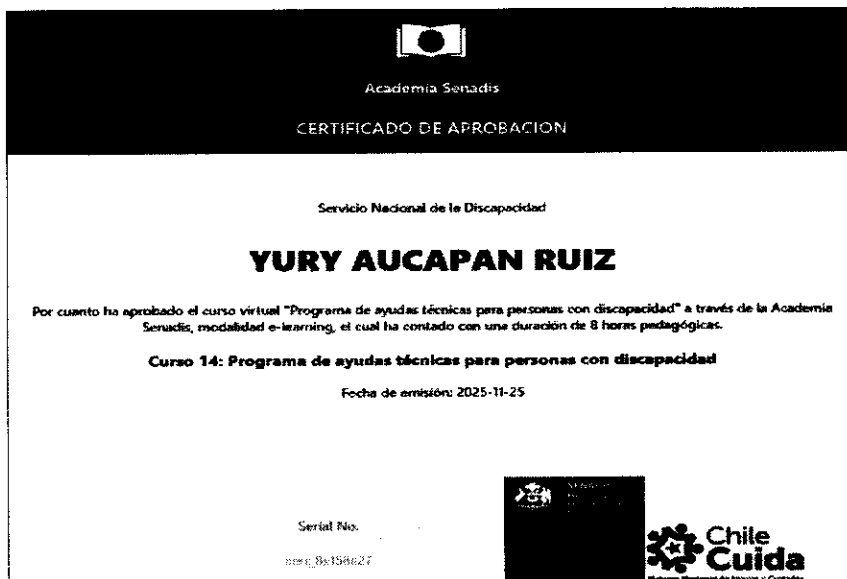 Academia Senadis
CERTIFICADO DE APROBACION
Servicio Nacional de la Discapacidad
YURY AUCAPAN RUIZ
Por cuanto ha aprobado el curso virtual "Programa de ayudas técnicas para personas con discapacidad" a través de la Academia
Senadis, modalidad e-learning, el cual ha contado con una duración de 8 horas pedagógicas.
Curso 14: Programa de ayudas técnicas para personas con discapacidad
Fecha de emisión: 2025-11-25
Serial No.
Chile
Cuida